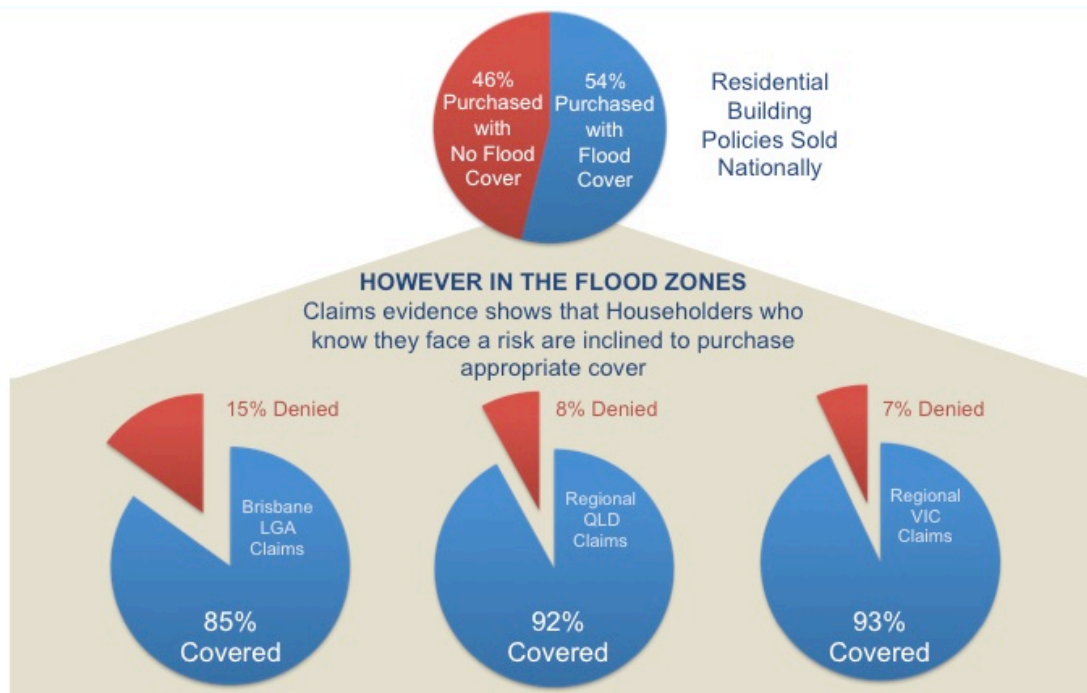 46%
Purchased
with
No Flood
Cover
54%
Purchased
with
Flood
Cover
Residential
Building
Policies Sold
Nationally
HOWEVER IN THE FLOOD ZONES
Claims evidence shows that Householders who
know they face a risk are inclined to purchase
appropriate cover
15% Denied
Brisbane
LGA
Claims
85%
Covered
8% Denied
Regional
QLD
Claims
92%
Covered
7% Denied
Regional
VIC
Claims
93%
Covered